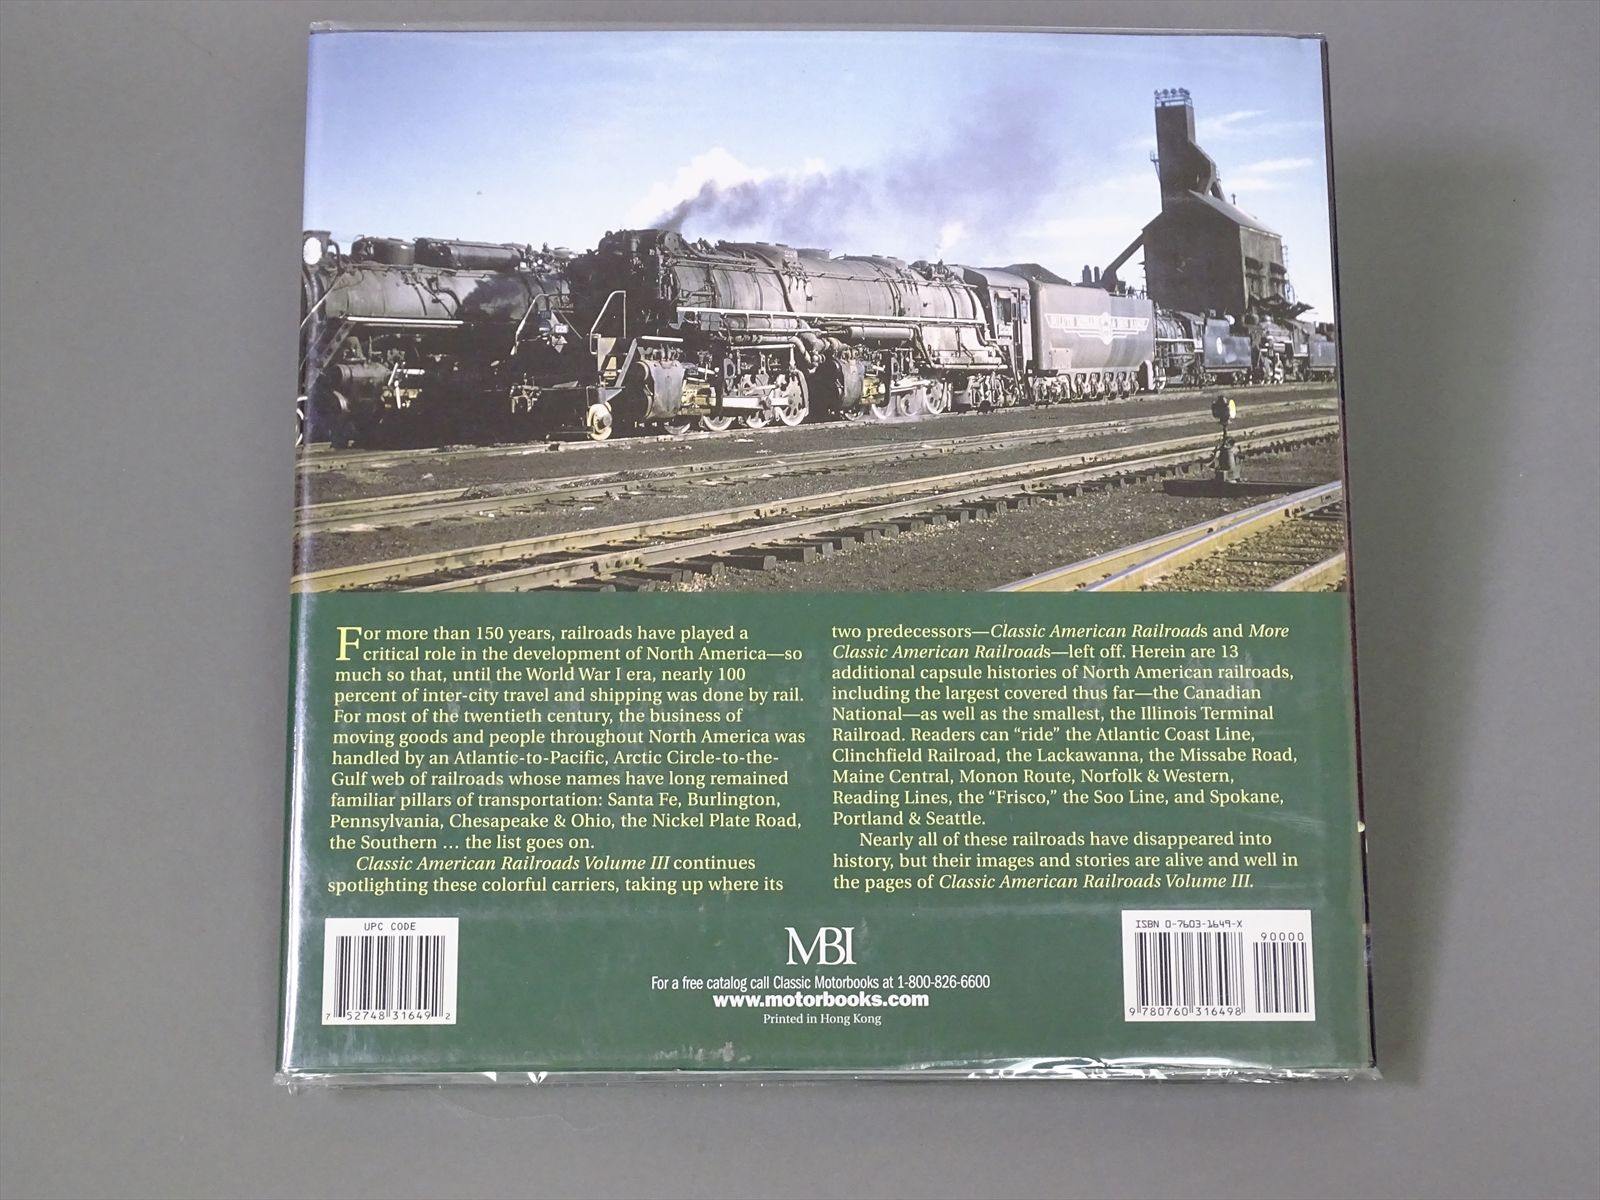 For more than 150 years, railroads have played a
critical role in the development of North America—so
much so that, until the World War I era, nearly 100
percent of inter-city travel and shipping was done by rail.
For most of the twentieth century, the business of
moving goods and people throughout North America was
handled by an Atlantic-to-Pacific, Arctic Circle-to-the-
Gulf web of railroads whose names have long remained
familiar pillars of transportation: Santa Fe, Burlington,
Pennsylvania, Chesapeake & Ohio, the Nickel Plate Road,
the Southern ... the list goes on.
Classic American Railroads Volume III continues
spotlighting these colorful carriers, taking up where its
two predecessors—Classic American Railroads and More
Classic American Railroads—left off. Herein are 13
additional capsule histories of North American railroads,
including the largest covered thus far—the Canadian
National—as well as the smallest, the Illinois Terminal
Railroad. Readers can “ride” the Atlantic Coast Line,
Clinchfield Railroad, the Lackawanna, the Missabe Road,
Maine Central, Monon Route, Norfolk & Western,
Reading Lines, the “Frisco,” the Soo Line, and Spokane,
Portland & Seattle.
Nearly all of these railroads have disappeared into
history, but their images and stories are alive and well in
the pages of Classic American Railroads Volume III.
UPC CODE
7 52748 31649 2
MBI
For a free catalog call Classic Motorbooks at 1-800-826-6600
www.motorbooks.com
Printed in Hong Kong
ISBN 0-7603-1649-X
90000
9 780760 316498